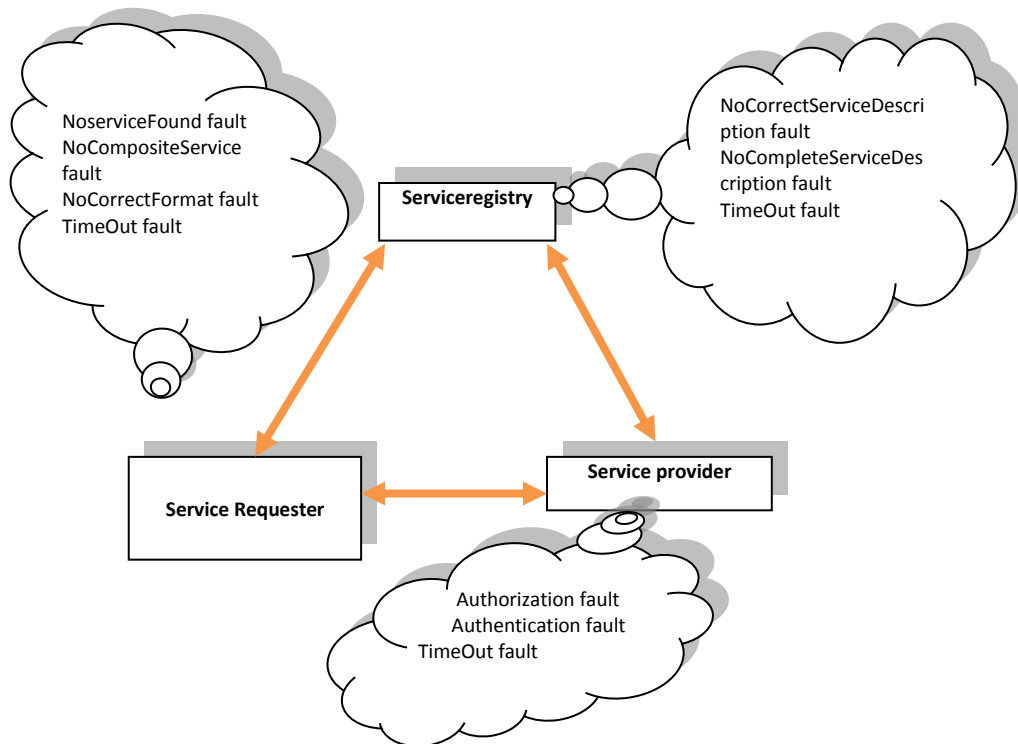 NoserviceFound fault
NoCompositeService
fault
NoCorrectFormat fault
TimeOut fault
NoCorrectServiceDescri
ption fault
NoCompleteServiceDes
cription fault
TimeOut fault
Serviceregistry
Service Requester
Service provider
Authorization fault
Authentication fault
TimeOut fault